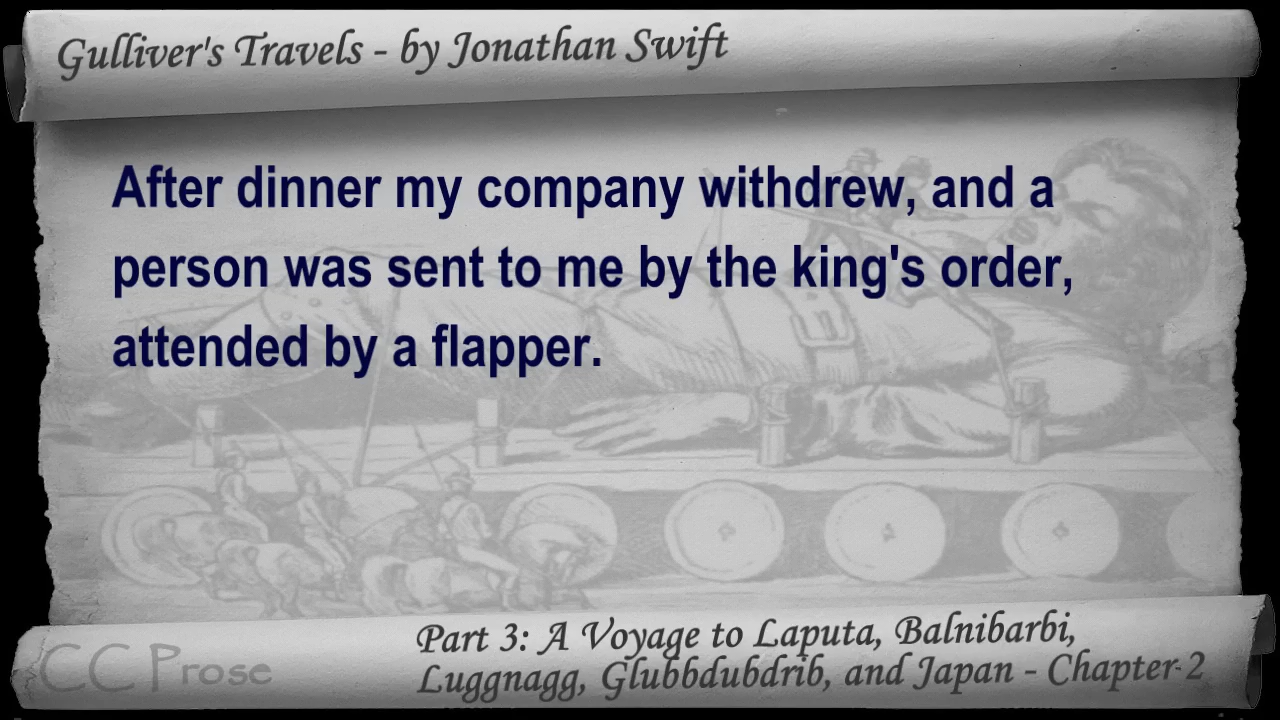 Gulliver's Travels - by Jonathan Swift
After dinner my company withdrew, and a
person was sent to me by the king's order,
attended by a flapper.
CC Prose
Part 3: A Voyage to Laputa, Balnibarbi,
Luggnagg, Glubbdubdrib, and Japan - Chapter 2